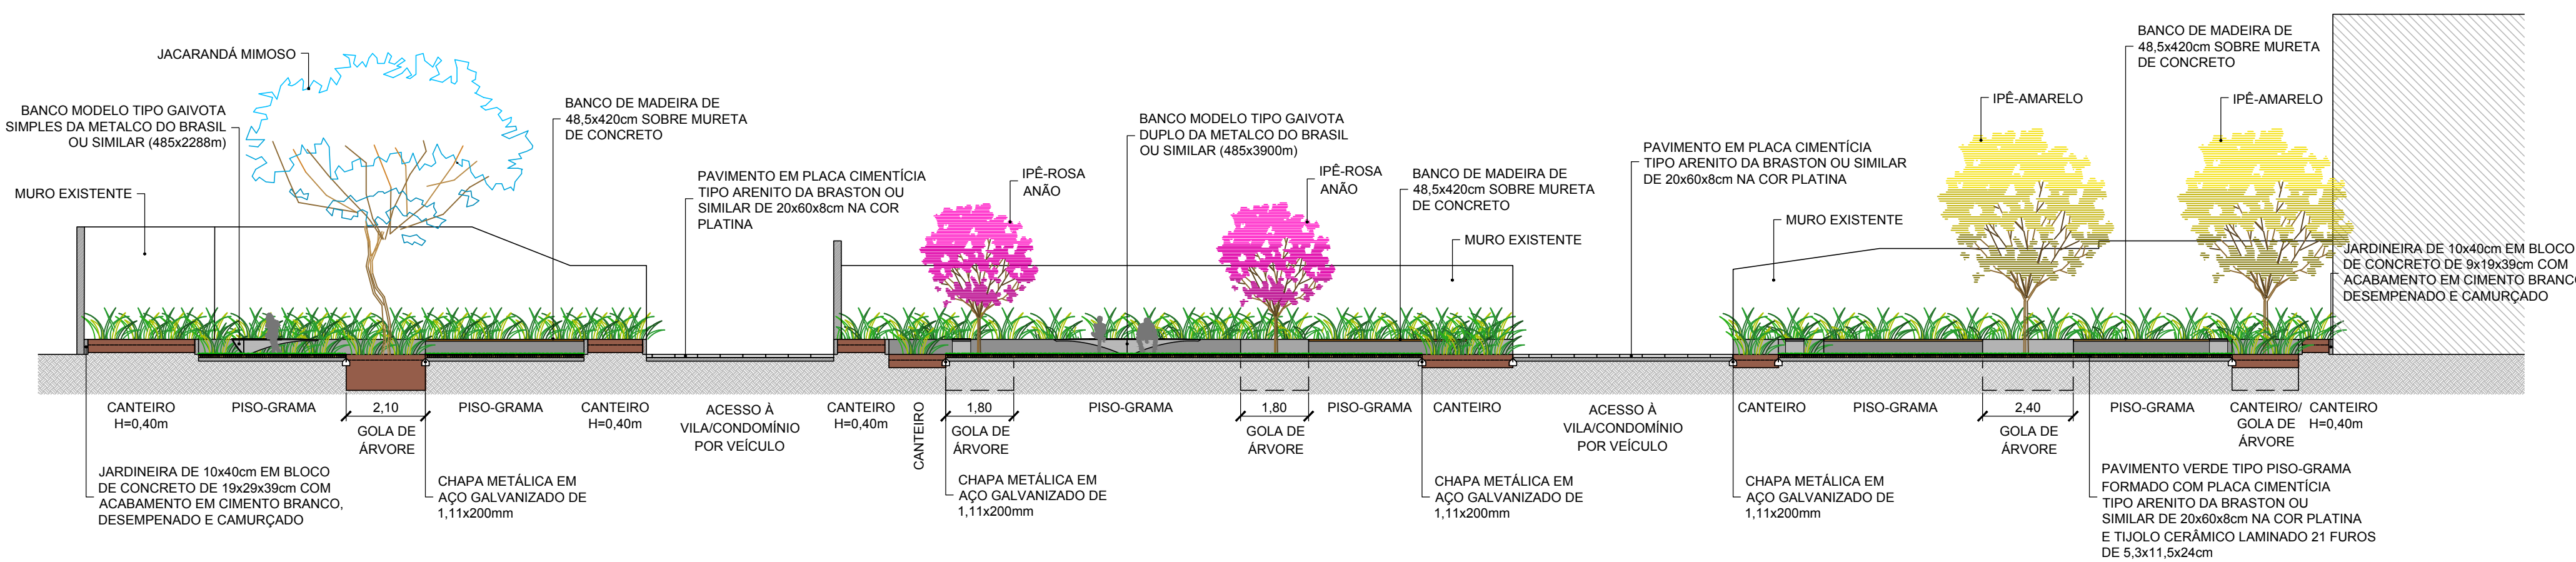 JACARANDÁ MIMOSO
BANCO MODELO TIPO GAIVOTA
SIMPLES DA METALCO DO BRASIL
OU SIMILAR (485x2288m)
MURO EXISTENTE
BANCO DE MADEIRA DE
48,5x420cm SOBRE MURETA
DE CONCRETO
PAVIMENTO EM PLACA CIMENTÍCIA
TIPO ARENITO DA BRASTON OU
SIMILAR DE 20x60x8cm NA COR
PLATINA
IPÊ-ROSA
ANÃO
BANCO MODELO TIPO GAIVOTA
DUPLO DA METALCO DO BRASIL
OU SIMILAR (485x3900m)
IPÊ-ROSA
ANÃO
BANCO DE MADEIRA DE
48,5x420cm SOBRE MURETA
DE CONCRETO
MURO EXISTENTE
PAVIMENTO EM PLACA CIMENTÍCIA
TIPO ARENITO DA BRASTON OU SIMILAR
DE 20x60x8cm NA COR PLATINA
MURO EXISTENTE
IPÊ-AMARELO
BANCO DE MADEIRA DE
48,5x420cm SOBRE MURETA
DE CONCRETO
IPÊ-AMARELO
JARDINEIRA DE 10x40cm EM BLOCO
DE CONCRETO DE 9x19x39cm COM
ACABAMENTO EM CIMENTO BRANCO
DESEMPENADO E CAMURÇADO
CANTEIRO
H=0,40m
PISO-GRAMA
2,10
GOLA DE
ÁRVORE
PISO-GRAMA
CANTEIRO
H=0,40m
ACESSO À
VILA/CONDOMÍNIO
POR VEÍCULO
CANTEIRO
H=0,40m
CANTEIRO
1,80
GOLA DE
ÁRVORE
PISO-GRAMA
1,80
GOLA DE
ÁRVORE
PISO-GRAMA
CANTEIRO
ACESSO À
VILA/CONDOMÍNIO
POR VEÍCULO
CANTEIRO
PISO-GRAMA
2,40
GOLA DE
ÁRVORE
PISO-GRAMA
CANTEIRO/
GOLA DE
ÁRVORE
CANTEIRO
H=0,40m
JARDINEIRA DE 10x40cm EM BLOCO
DE CONCRETO DE 19x29x39cm COM
ACABAMENTO EM CIMENTO BRANCO,
DESEMPENADO E CAMURÇADO
CHAPA METÁLICA EM
AÇO GALVANIZADO DE
1,11x200mm
CHAPA METÁLICA EM
AÇO GALVANIZADO DE
1,11x200mm
CHAPA METÁLICA EM
AÇO GALVANIZADO DE
1,11x200mm
CHAPA METÁLICA EM
AÇO GALVANIZADO DE
1,11x200mm
PAVIMENTO VERDE TIPO PISO-GRAMA
FORMADO COM PLACA CIMENTÍCIA
TIPO ARENITO DA BRASTON OU
SIMILAR DE 20x60x8cm NA COR PLATINA
E TIJOLO CERÂMICO LAMINADO 21 FUROS
DE 5,3x11,5x24cm